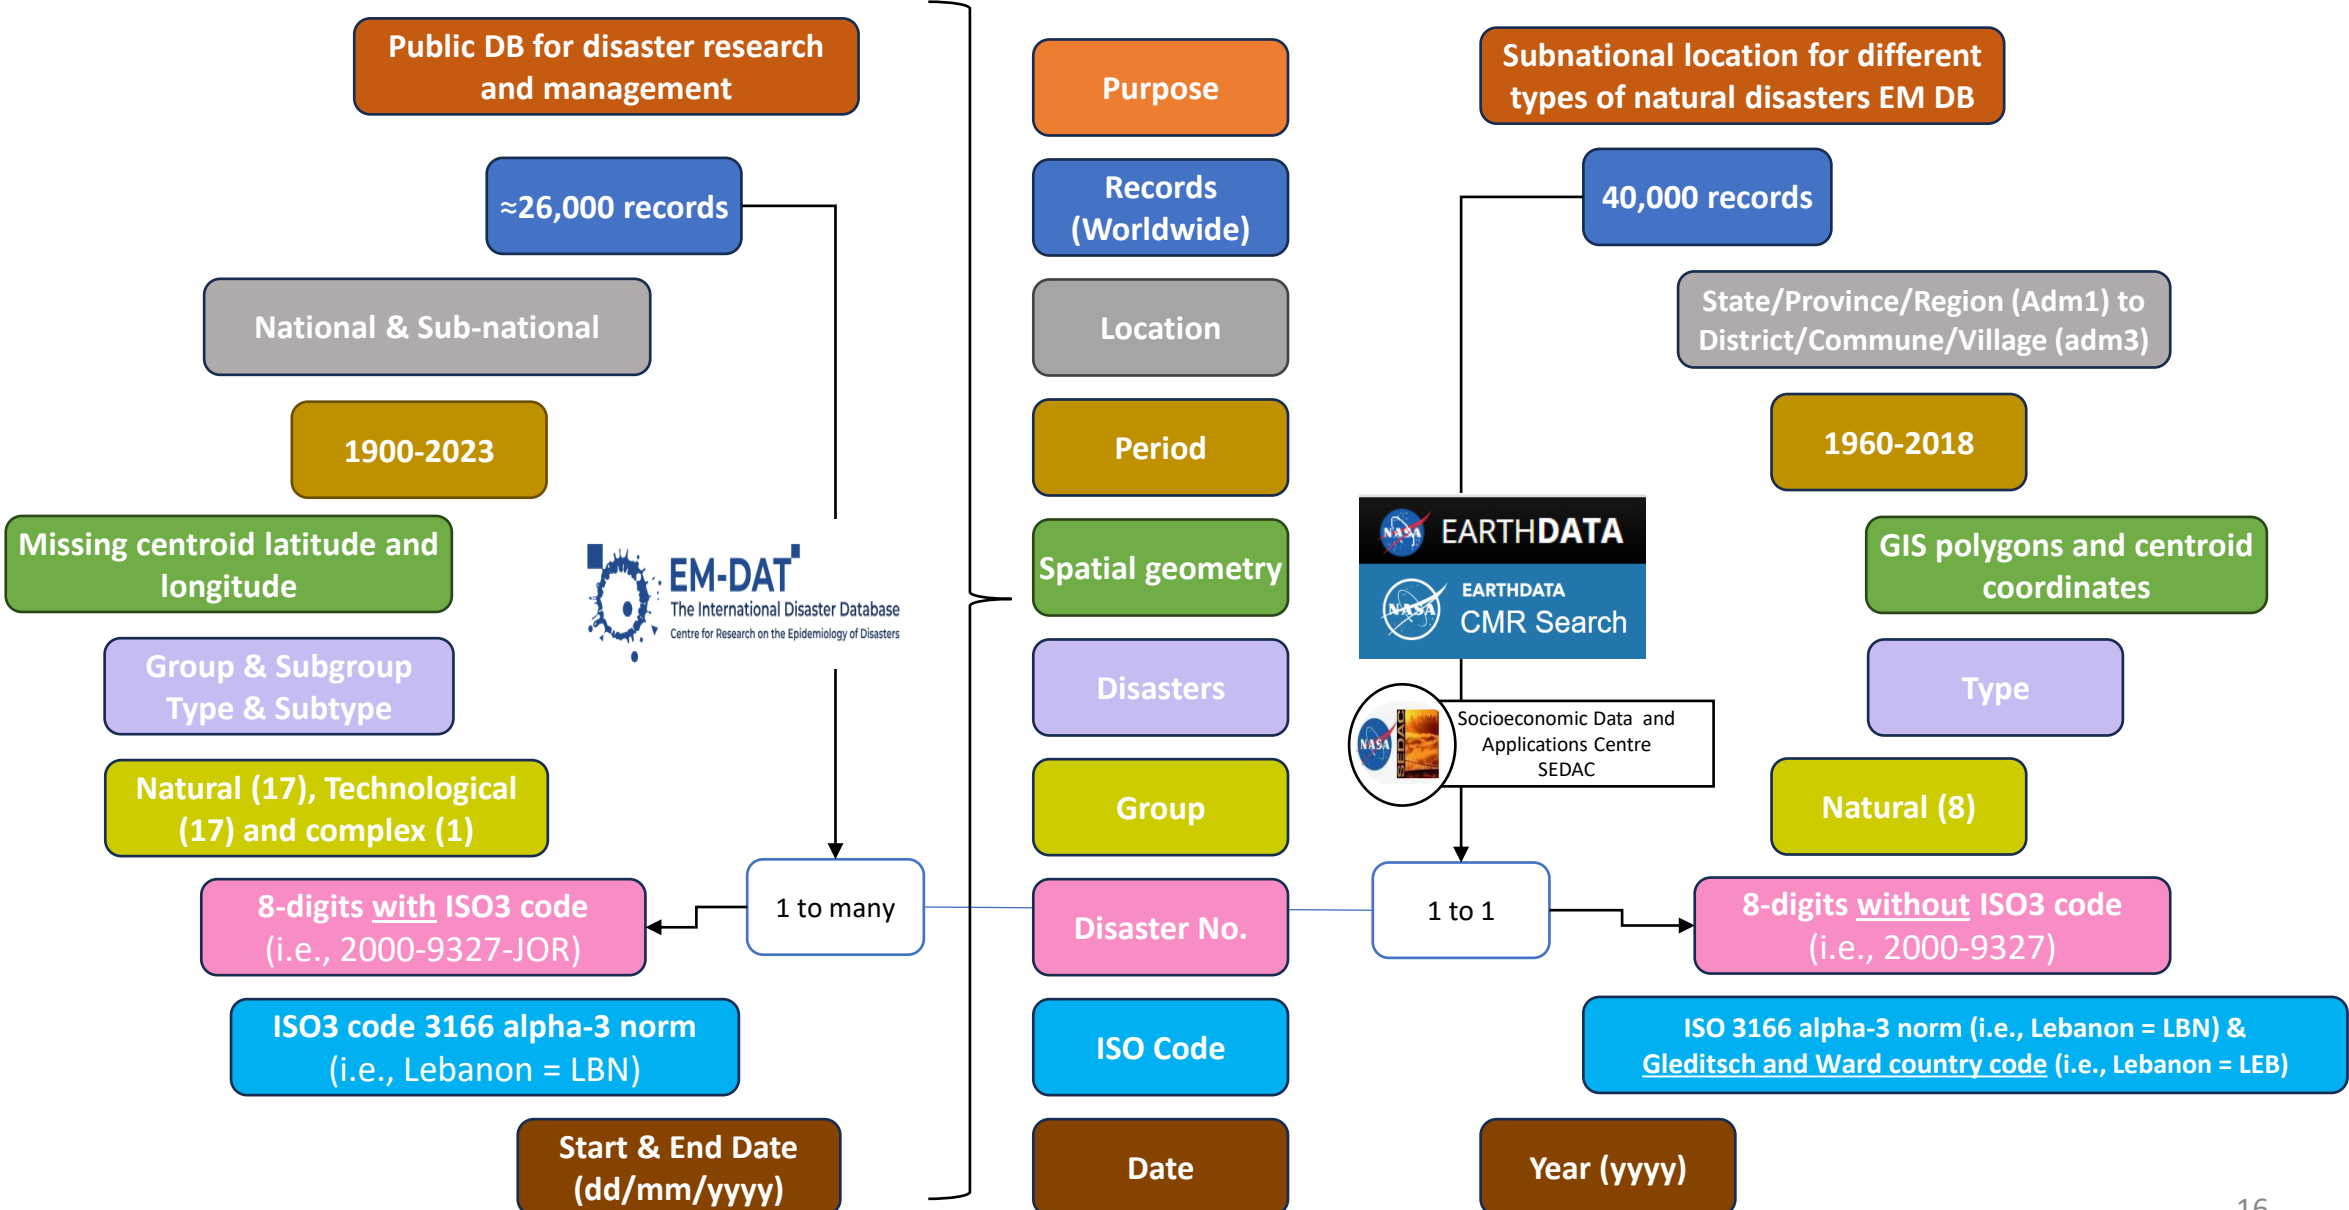 Public DB for disaster research
and management
Purpose
Subnational location for different
types of natural disasters EM DB
≈26,000 records
Records
(Worldwide)
40,000 records
National & Sub-national
Location
State/Province/Region (Adm1) to
District/Commune/Village (adm3)
1900-2023
Period
1960-2018
Missing centroid latitude and
longitude
EM-DAT
The International Disaster Database
Centre for Research on the Epidemiology of Disasters
Spatial geometry
NASA EARTHDATA
NASA EARTHDATA
CMR Search
GIS polygons and centroid
coordinates
Group & Subgroup
Type & Subtype
Disasters
NASA SEDAC
Socioeconomic Data and
Applications Centre
SEDAC
Type
Natural (17), Technological
(17) and complex (1)
Group
Natural (8)
8-digits with ISO3 code
(i.e., 2000-9327-JOR)
1 to many
Disaster No.
1 to 1
8-digits without ISO3 code
(i.e., 2000-9327)
ISO3 code 3166 alpha-3 norm
(i.e., Lebanon = LBN)
ISO Code
ISO 3166 alpha-3 norm (i.e., Lebanon = LBN) &
Gleditsch and Ward country code (i.e., Lebanon = LEB)
Start & End Date
(dd/mm/yyyy)
Date
Year (yyyy)
16